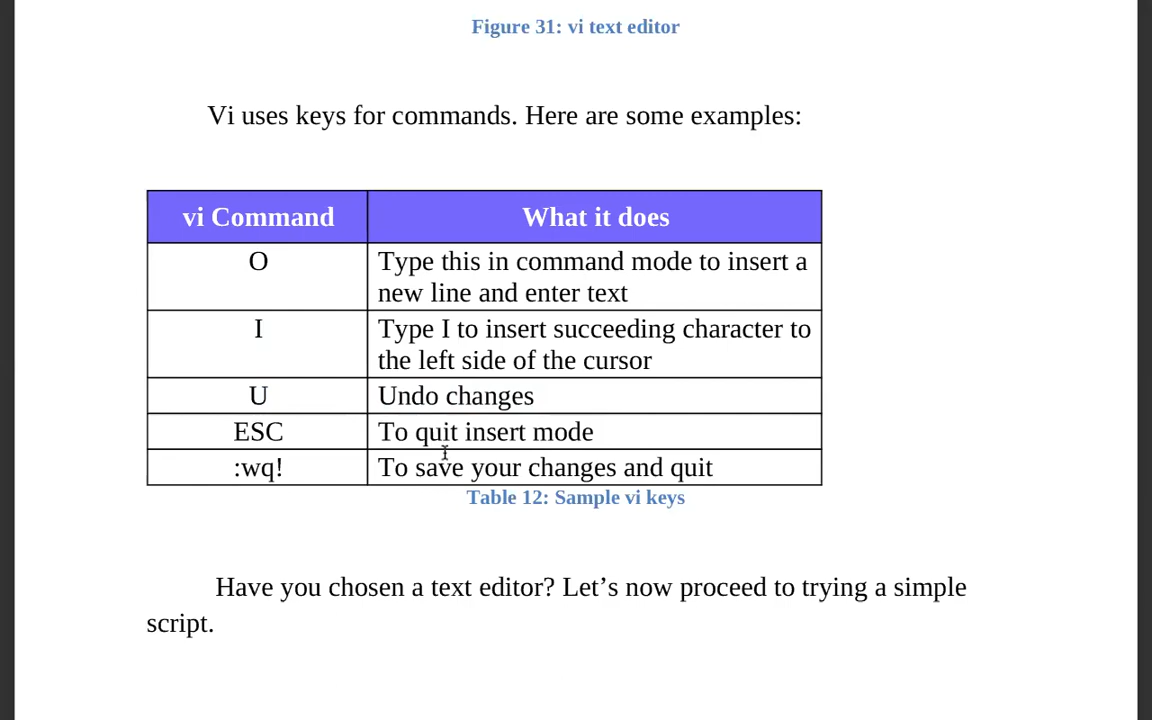 Figure 31: vi text editor
Vi uses keys for commands. Here are some examples:
vi Command What it does
O Type this in command mode to insert a
new line and enter text
I Type I to insert succeeding character to
the left side of the cursor
U Undo changes
ESC To quit insert mode
:wq! To save your changes and quit
Table 12: Sample vi keys
Have you chosen a text editor? Let’s now proceed to trying a simple
script.